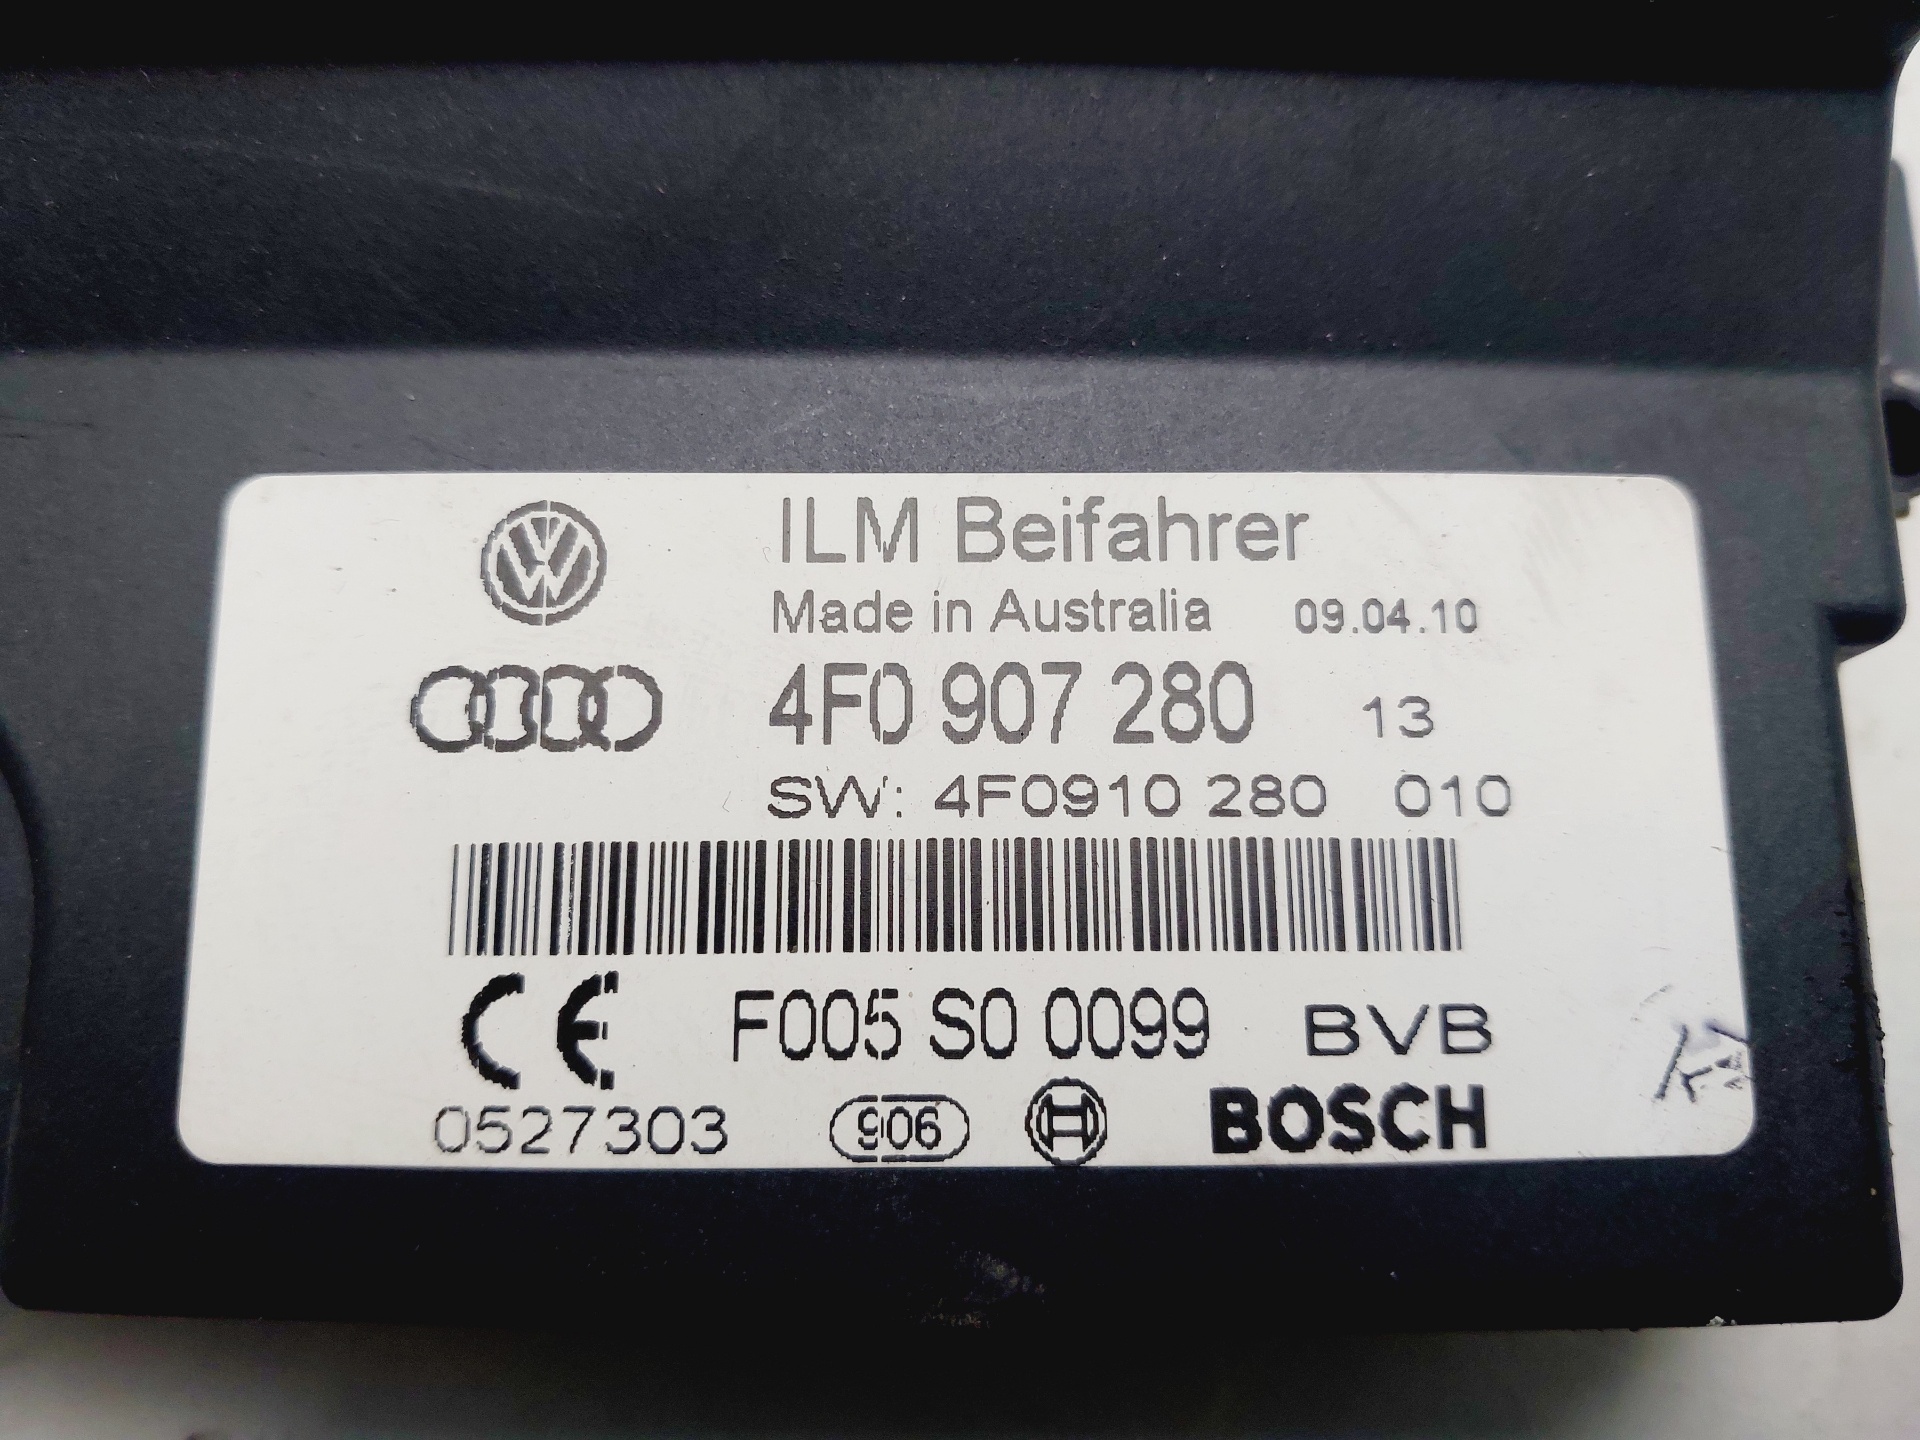 ILM Beifahrer
Made in Australia 09.04.10
4F0 907 280 13
SW: 4F0910 280 010
CE F005 S0 0099 BVB
0527303 906 BOSCH